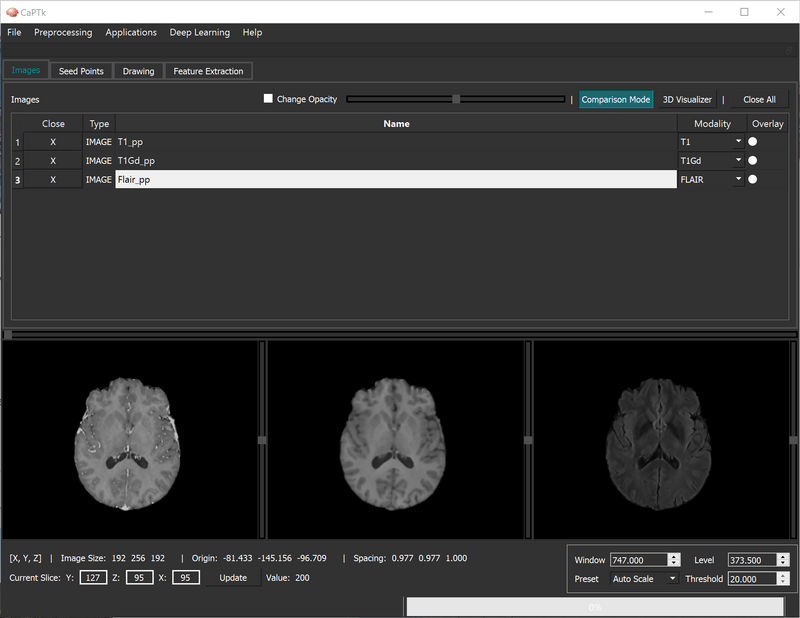 CaPTk
File Preprocessing Applications Deep Learning Help
Images Seed Points Drawing Feature Extraction
Images Change Opacity | Comparison Mode 3D Visualizer | Close All
Close Type Name Modality Overlay
1 X IMAGE T1_pp T1
2 X IMAGE T1Gd_pp T1Gd
3 X IMAGE Flair_pp FLAIR
[X, Y, Z] | Image Size: 192 256 192 | Origin: -81.433 -145.156 -96.709 | Spacing: 0.977 0.977 1.000
Current Slice: Y: 127 Z: 95 X: 95 Update Value: 200
Window 747.000 Level 373.500
Preset Auto Scale Threshold 20.000
0%